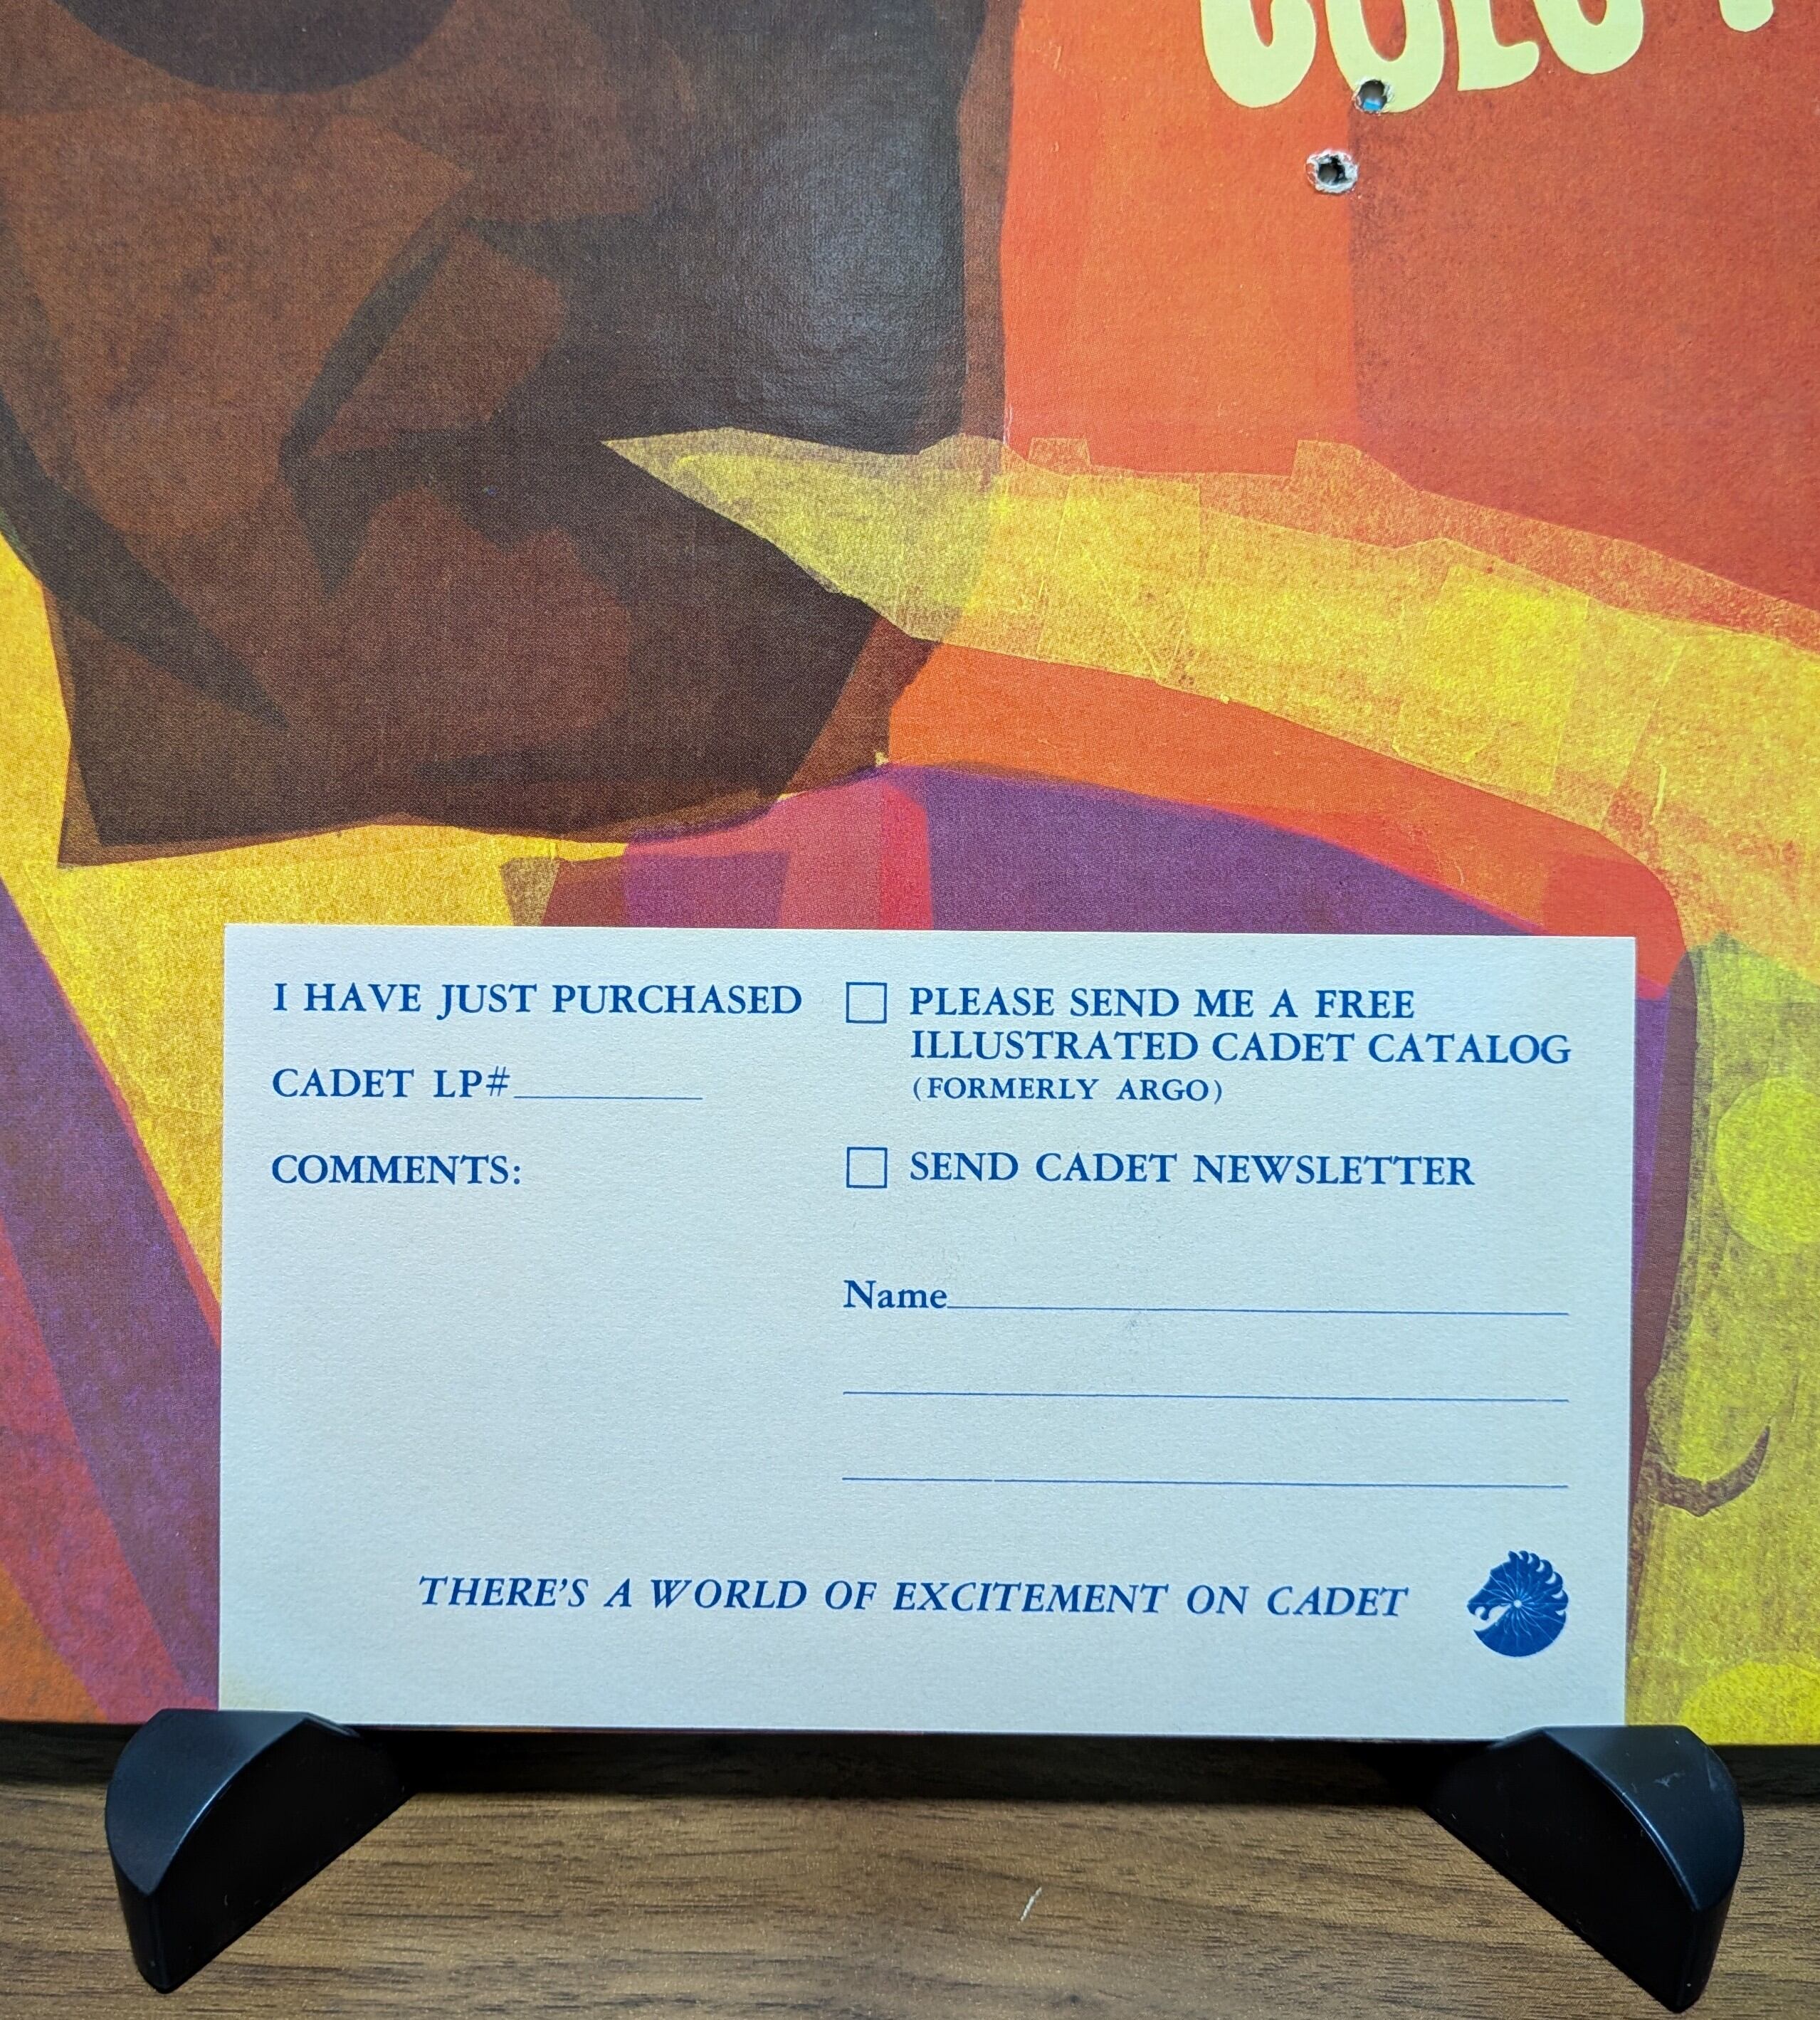 I HAVE JUST PURCHASED
CADET LP#
COMMENTS:
PLEASE SEND ME A FREE
ILLUSTRATED CADET CATALOG
(FORMERLY ARGO)
SEND CADET NEWSLETTER
Name
THERE'S A WORLD OF EXCITEMENT ON CADET